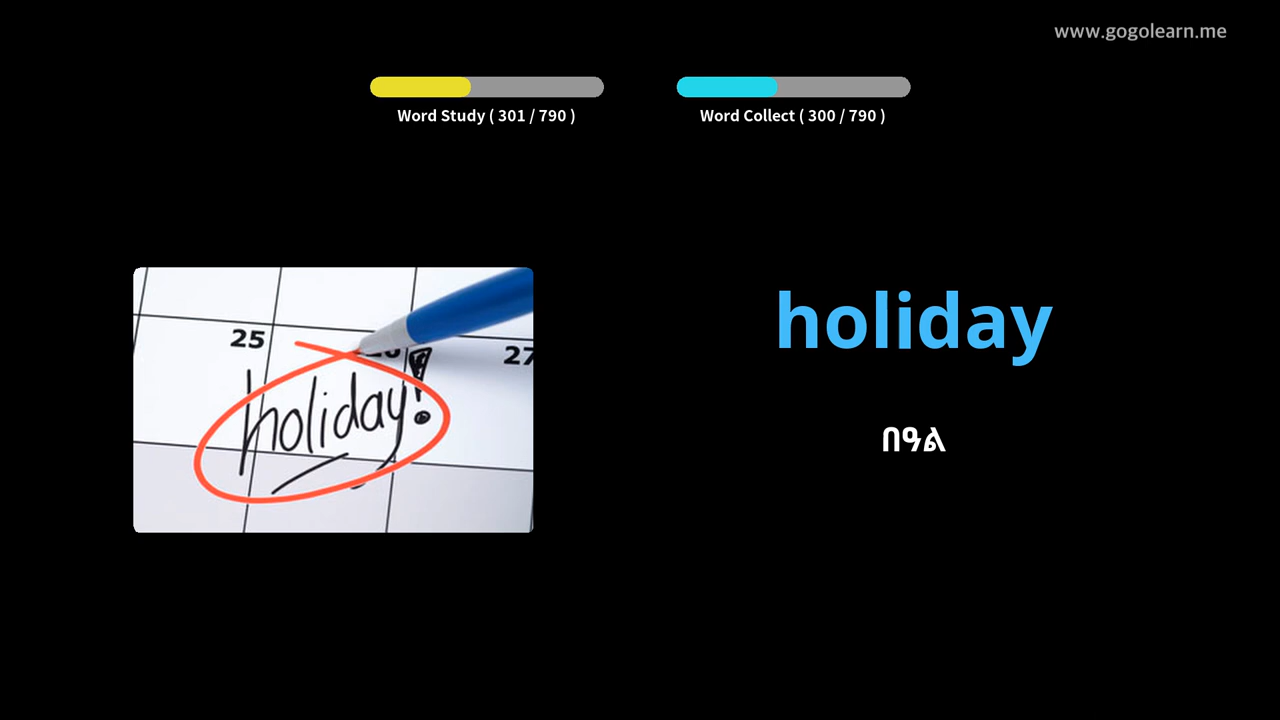 www.gogolearn.me
Word Study ( 301 / 790 )
Word Collect ( 300 / 790 )
25
27
holiday!
holiday
በዓል